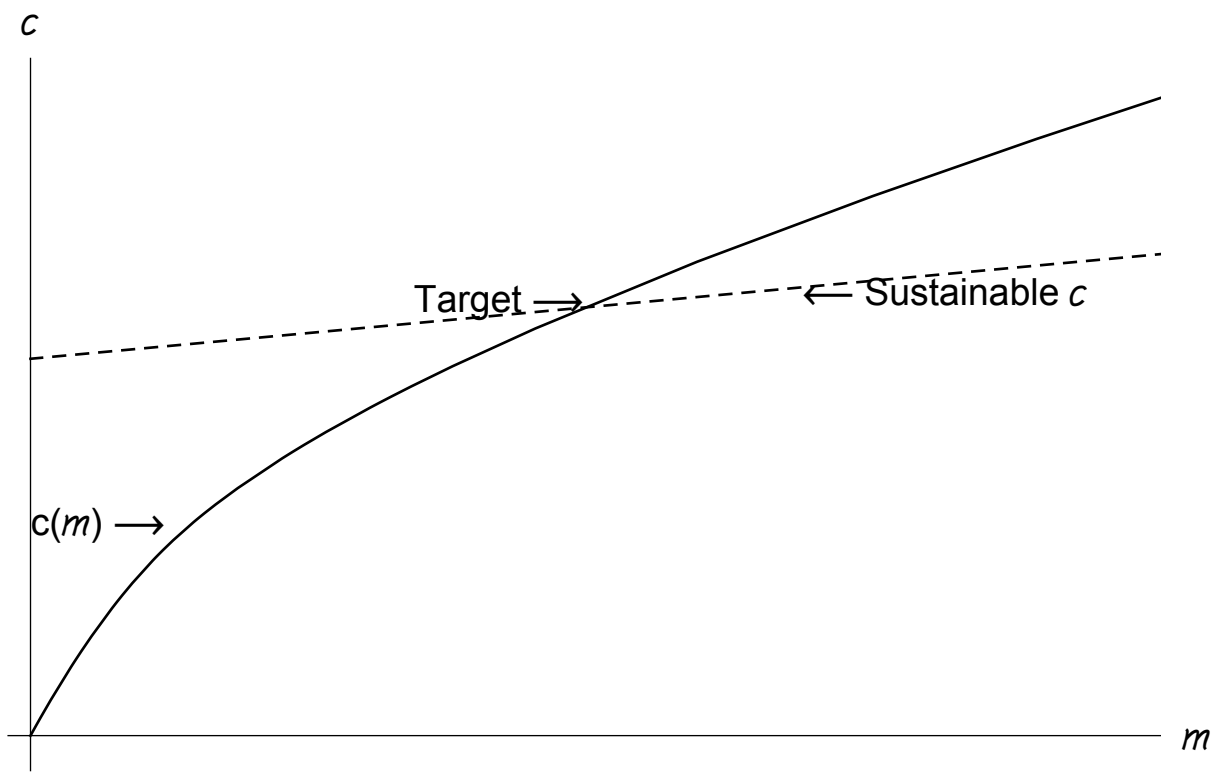 c
Target →
← Sustainable c
c(m) →
m